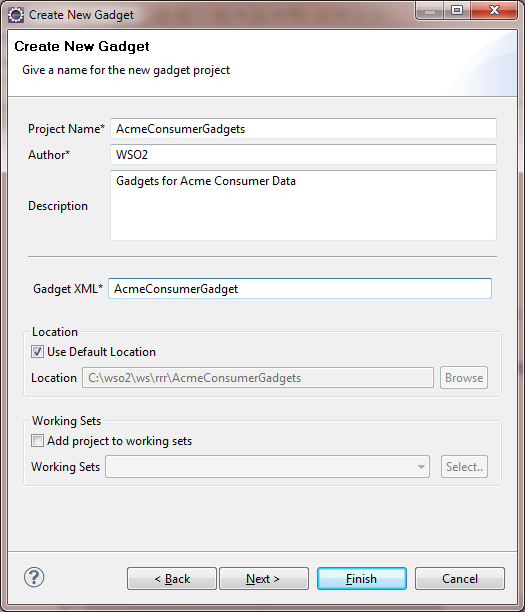 Create New Gadget
Create New Gadget
Give a name for the new gadget project
Project Name* AcmeConsumerGadgets
Author* WSO2
Description Gadgets for Acme Consumer Data
Gadget XML* AcmeConsumerGadget
Location
Use Default Location
Location C:\wso2\ws\rrr\AcmeConsumerGadgets Browse
Working Sets
Add project to working sets
Working Sets Select..
? < Back Next > Finish Cancel